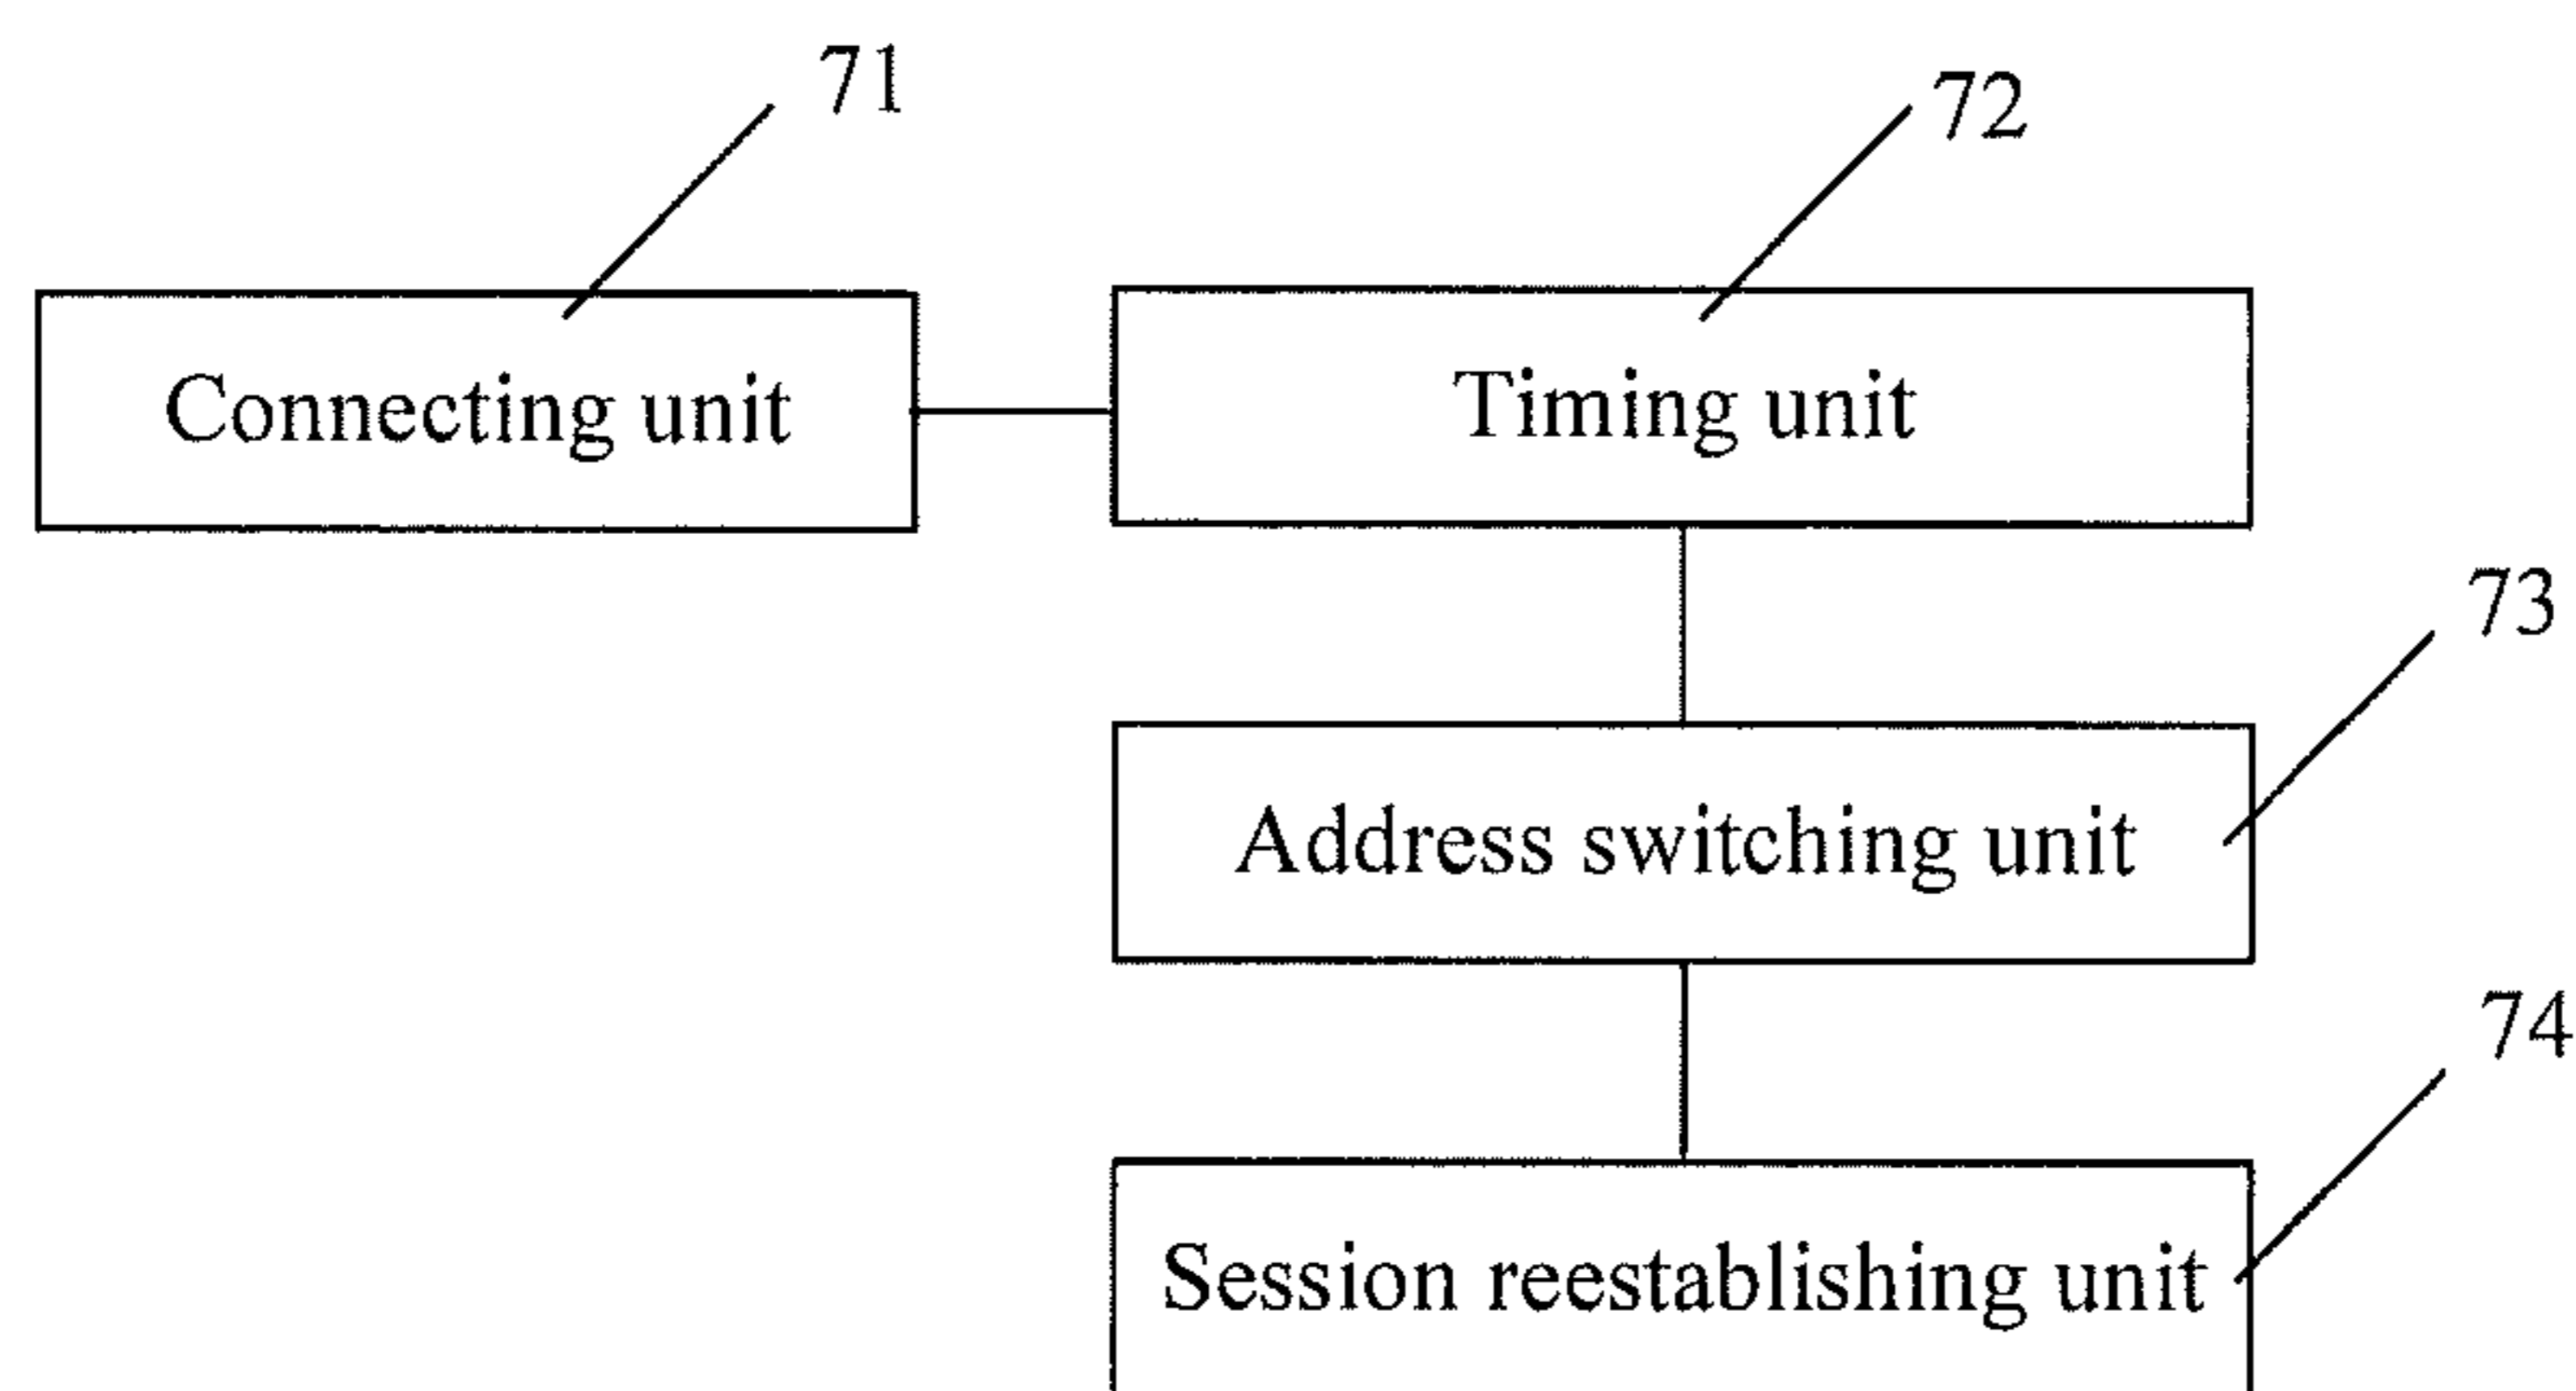 71
72
Connecting unit
Timing unit
73
Address switching unit
74
Session reestablishing unit